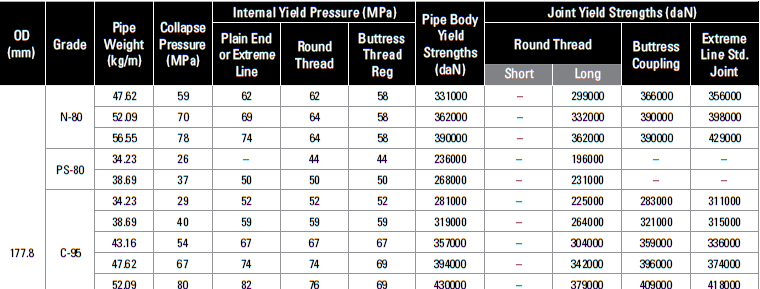 OD (mm) Grade Pipe Weight (kg/m) Collapse Pressure (MPa) Internal Yield Pressure (MPa) Pipe Body Yield Strengths (daN) Joint Yield Strengths (daN)
Plain End or Extreme Line Round Thread Buttress Thread Reg Round Thread Buttress Coupling Extreme Line Std. Joint
Short Long
177.8
N-80
47.62 59 62 62 58 331000 – 299000 366000 356000
52.09 70 69 64 58 362000 – 332000 390000 398000
56.55 78 74 64 58 390000 – 362000 390000 429000
PS-80
34.23 26 – 44 44 236000 – 196000 – –
38.69 37 50 50 50 268000 – 231000 – –
C-95
34.23 29 52 52 52 281000 – 225000 283000 311000
38.69 40 59 59 59 319000 – 264000 321000 315000
43.16 54 67 67 67 357000 – 304000 359000 336000
47.62 67 74 74 69 394000 – 342000 396000 374000
52.09 80 82 76 69 430000 – 379000 409000 418000